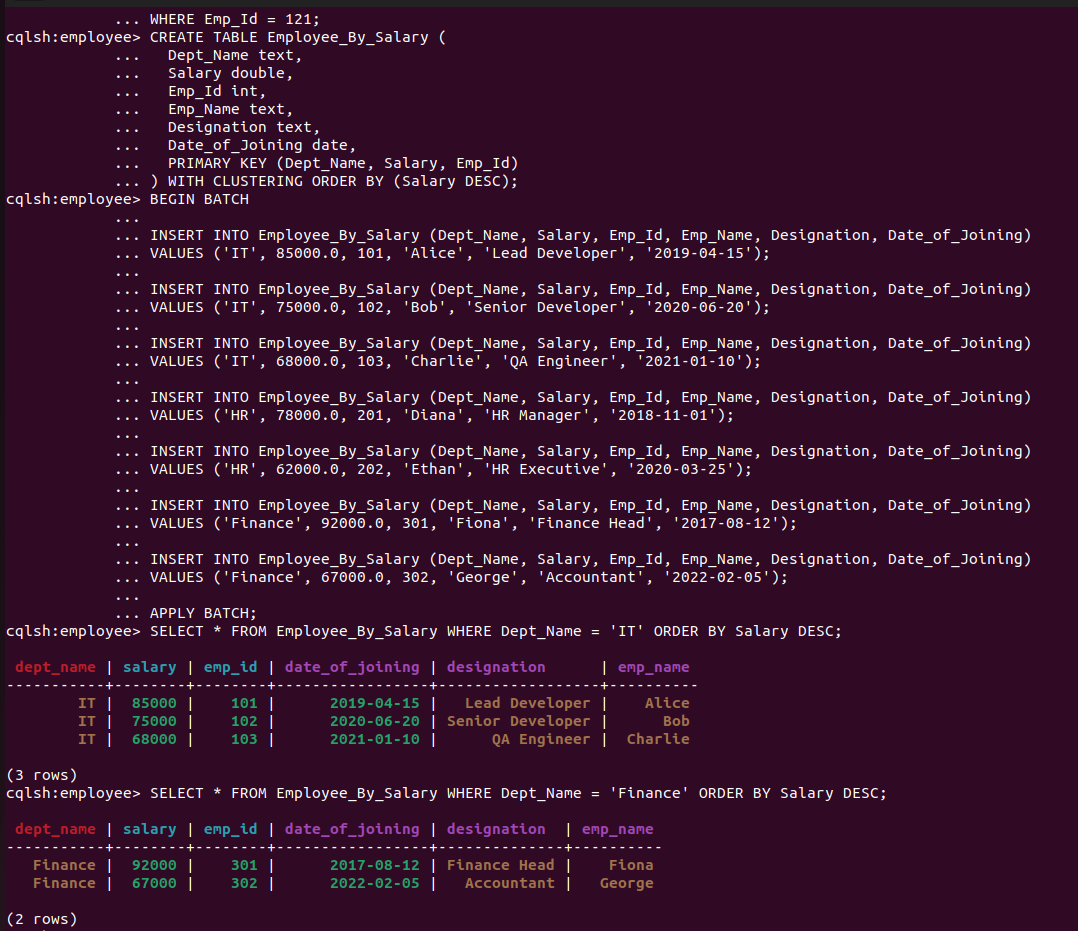 ... WHERE Emp_Id = 121;
cqlsh:employee> CREATE TABLE Employee_By_Salary (
            ...   Dept_Name text,
            ...   Salary double,
            ...   Emp_Id int,
            ...   Emp_Name text,
            ...   Designation text,
            ...   Date_of_Joining date,
            ...   PRIMARY KEY (Dept_Name, Salary, Emp_Id)
            ... ) WITH CLUSTERING ORDER BY (Salary DESC);
cqlsh:employee> BEGIN BATCH
            ...
            ... INSERT INTO Employee_By_Salary (Dept_Name, Salary, Emp_Id, Emp_Name, Designation, Date_of_Joining)
            ... VALUES ('IT', 85000.0, 101, 'Alice', 'Lead Developer', '2019-04-15');
            ...
            ... INSERT INTO Employee_By_Salary (Dept_Name, Salary, Emp_Id, Emp_Name, Designation, Date_of_Joining)
            ... VALUES ('IT', 75000.0, 102, 'Bob', 'Senior Developer', '2020-06-20');
            ...
            ... INSERT INTO Employee_By_Salary (Dept_Name, Salary, Emp_Id, Emp_Name, Designation, Date_of_Joining)
            ... VALUES ('IT', 68000.0, 103, 'Charlie', 'QA Engineer', '2021-01-10');
            ...
            ... INSERT INTO Employee_By_Salary (Dept_Name, Salary, Emp_Id, Emp_Name, Designation, Date_of_Joining)
            ... VALUES ('HR', 78000.0, 201, 'Diana', 'HR Manager', '2018-11-01');
            ...
            ... INSERT INTO Employee_By_Salary (Dept_Name, Salary, Emp_Id, Emp_Name, Designation, Date_of_Joining)
            ... VALUES ('HR', 62000.0, 202, 'Ethan', 'HR Executive', '2020-03-25');
            ...
            ... INSERT INTO Employee_By_Salary (Dept_Name, Salary, Emp_Id, Emp_Name, Designation, Date_of_Joining)
            ... VALUES ('Finance', 92000.0, 301, 'Fiona', 'Finance Head', '2017-08-12');
            ...
            ... INSERT INTO Employee_By_Salary (Dept_Name, Salary, Emp_Id, Emp_Name, Designation, Date_of_Joining)
            ... VALUES ('Finance', 67000.0, 302, 'George', 'Accountant', '2022-02-05');
            ...
            ... APPLY BATCH;
cqlsh:employee> SELECT * FROM Employee_By_Salary WHERE Dept_Name = 'IT' ORDER BY Salary DESC;
 dept_name | salary | emp_id | date_of_joining | designation      | emp_name
-----------+--------+--------+-----------------+------------------+----------
        IT |  85000 |    101 |      2019-04-15 |   Lead Developer |    Alice
        IT |  75000 |    102 |      2020-06-20 | Senior Developer |      Bob
        IT |  68000 |    103 |      2021-01-10 |      QA Engineer |  Charlie
(3 rows)
cqlsh:employee> SELECT * FROM Employee_By_Salary WHERE Dept_Name = 'Finance' ORDER BY Salary DESC;
 dept_name | salary | emp_id | date_of_joining | designation  | emp_name
-----------+--------+--------+-----------------+--------------+----------
   Finance |  92000 |    301 |      2017-08-12 | Finance Head |    Fiona
   Finance |  67000 |    302 |      2022-02-05 |   Accountant |   George
(2 rows)